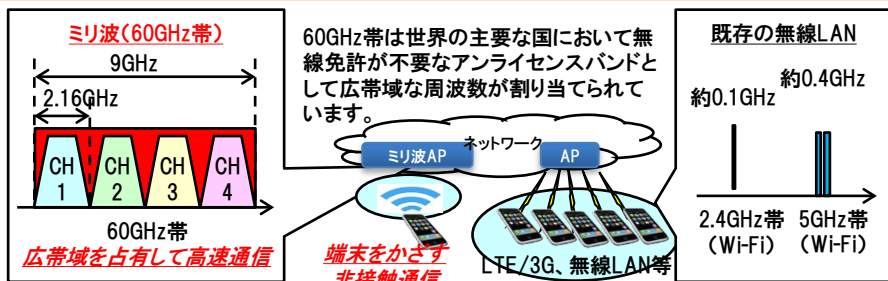 ミリ波(60GHz帯)
9GHz
2.16GHz
CH
1
CH
2
CH
3
CH
4
60GHz帯
広帯域を占有して高速通信
60GHz帯は世界の主要な国において無
線免許が不要なアンライセンスバンドと
して広帯域な周波数が割り当てられて
います。
ネットワーク
ミリ波AP
AP
端末をかざす
非接触通信
LTE/3G、無線LAN等
既存の無線LAN
約0.4GHz
約0.1GHz
2.4GHz帯
(Wi-Fi)
5GHz帯
(Wi-Fi)